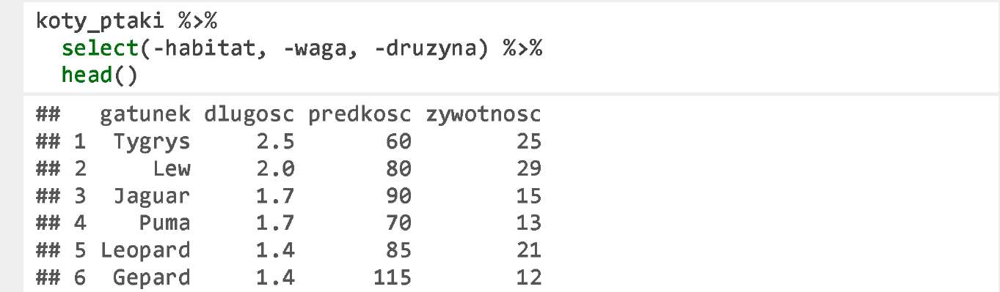 koty_ptaki %>%
  select(-habitat, -waga, -druzyna) %>%
  head()
##   gatunek dlugosc predkosc zywotnosc
## 1  Tygrys     2.5       60        25
## 2     Lew     2.0       80        29
## 3  Jaguar     1.7       90        15
## 4    Puma     1.7       70        13
## 5 Leopard     1.4       85        21
## 6  Gepard     1.4      115        12